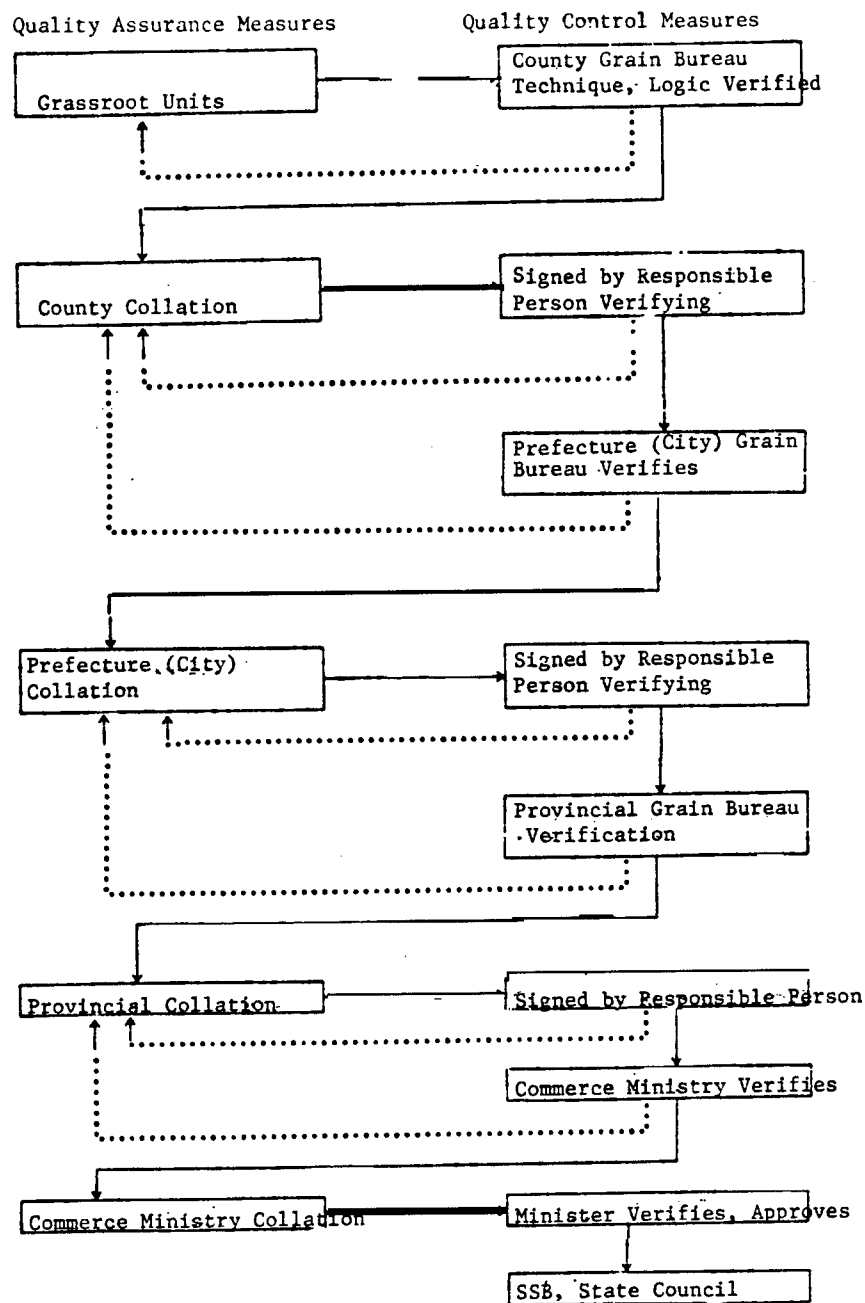 Quality Assurance Measures
Quality Control Measures
Grassroot Units
County Grain Bureau
Technique, Logic Verified
County Collation
Signed by Responsible
Person Verifying
Prefecture (City) Grain
Bureau Verifies
Prefecture (City)
Collation
Signed by Responsible
Person Verifying
Provincial Grain Bureau
Verification
Provincial Collation
Signed by Responsible Person
Commerce Ministry Verifies
Commerce Ministry Collation
Minister Verifies, Approves
SSB, State Council